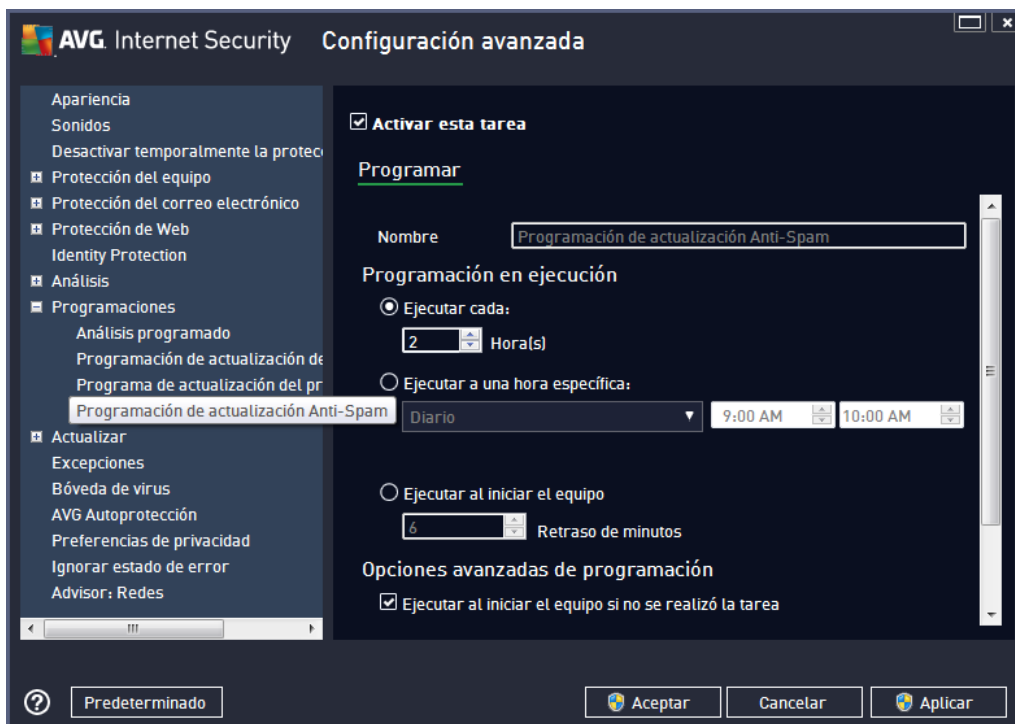 AVG. Internet Security Configuración avanzada
Apariencia
Sonidos
Desactivar temporalmente la protec
Protección del equipo
Protección del correo electrónico
Protección de Web
Identity Protection
Análisis
Programaciones
Análisis programado
Programación de actualización de
Programa de actualización del pr
Programación de actualización Anti-Spam
Actualizar
Excepciones
Bóveda de virus
AVG Autoprotección
Preferencias de privacidad
Ignorar estado de error
Advisor: Redes
Activar esta tarea
Programar
Nombre Programación de actualización Anti-Spam
Programación en ejecución
Ejecutar cada:
2 Hora(s)
Ejecutar a una hora específica:
Diario 9:00 AM 10:00 AM
Ejecutar al iniciar el equipo
6 Retraso de minutos
Opciones avanzadas de programación
Ejecutar al iniciar el equipo si no se realizó la tarea
Predeterminado Aceptar Cancelar Aplicar